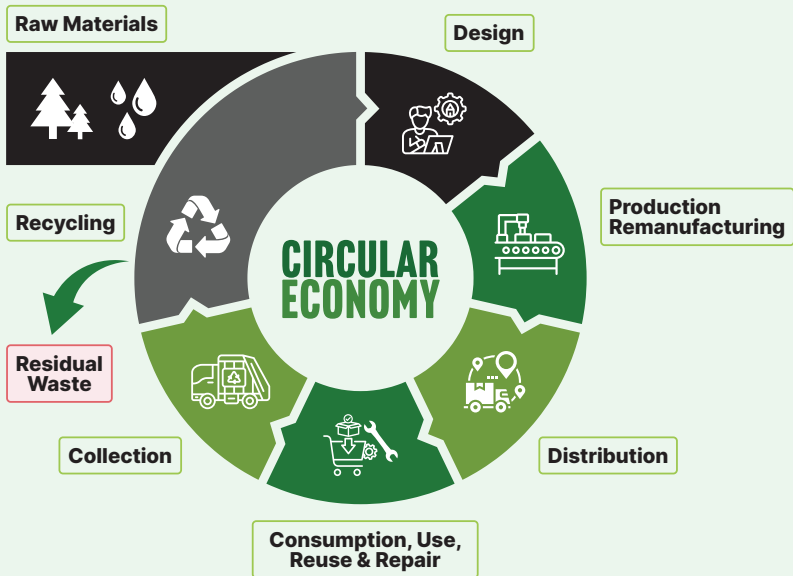 Raw Materials
Design
Production
Remanufacturing
Recycling
CIRCULAR
ECONOMY
Residual
Waste
Collection
Distribution
Consumption, Use,
Reuse & Repair